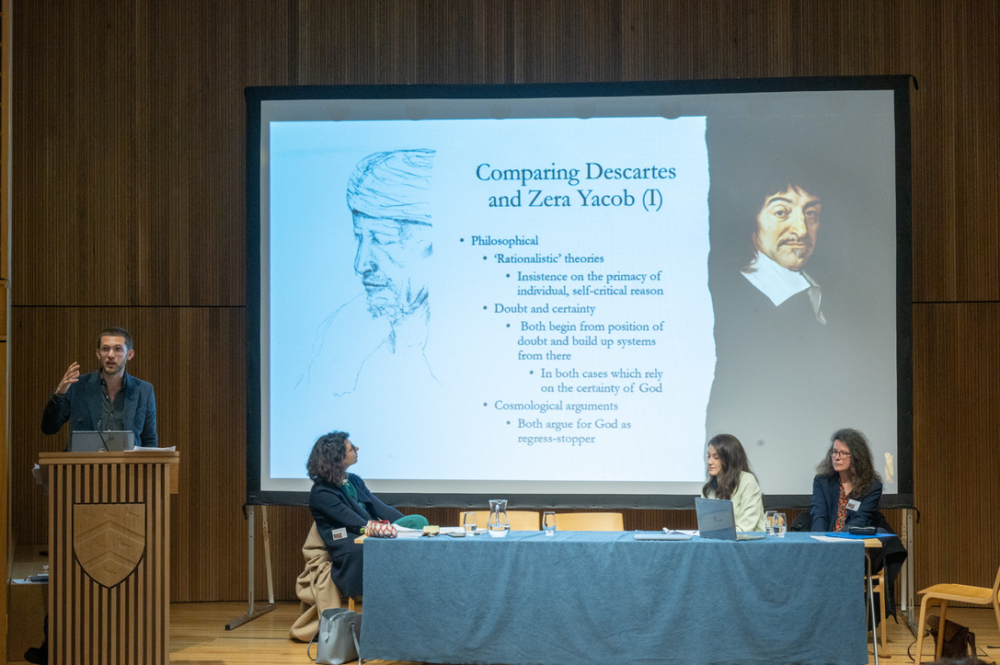 Comparing Descartes
and Zera Yacob (I)
• Philosophical
• ‘Rationalistic’ theories
• Insistence on the primacy of
individual, self-critical reason
• Doubt and certainty
• Both begin from position of
doubt and build up systems
from there
• In both cases which rely
on the certainty of God
• Cosmological arguments
• Both argue for God as
regress-stopper